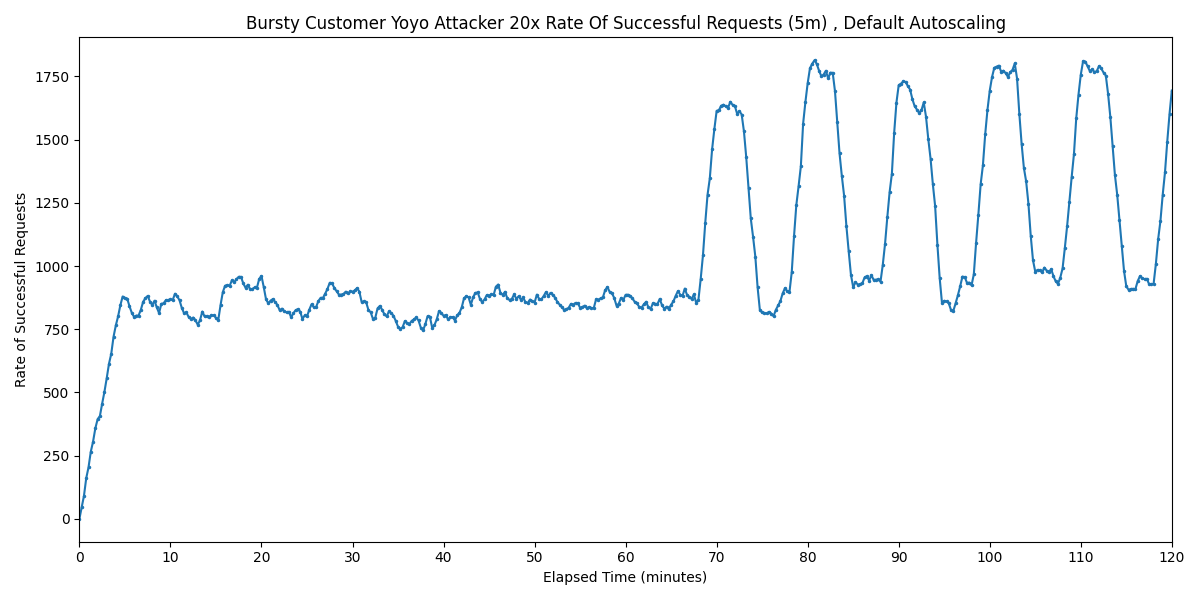 Bursty Customer Yoyo Attacker 20x Rate Of Successful Requests (5m) , Default Autoscaling
Rate of Successful Requests
1750
1500
1250
1000
750
500
250
0
0 10 20 30 40 50 60 70 80 90 100 110 120
Elapsed Time (minutes)